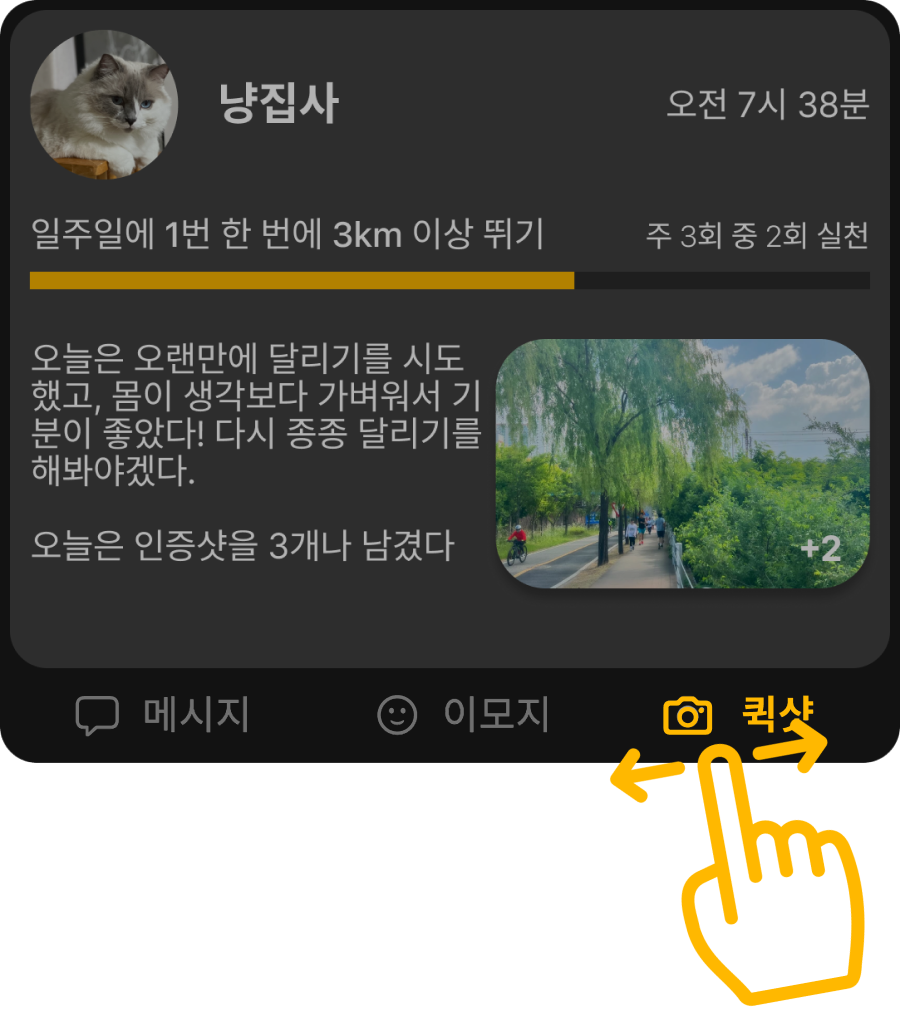 냥집사
오전 7시 38분
일주일에 1번 한 번에 3km 이상 뛰기
주 3회 중 2회 실천
오늘은 오랜만에 달리기를 시도
했고, 몸이 생각보다 가벼워서 기
분이 좋았다! 다시 종종 달리기를
해봐야겠다.
오늘은 인증샷을 3개나 남겼다
+2
메시지
이모지
퀵샷